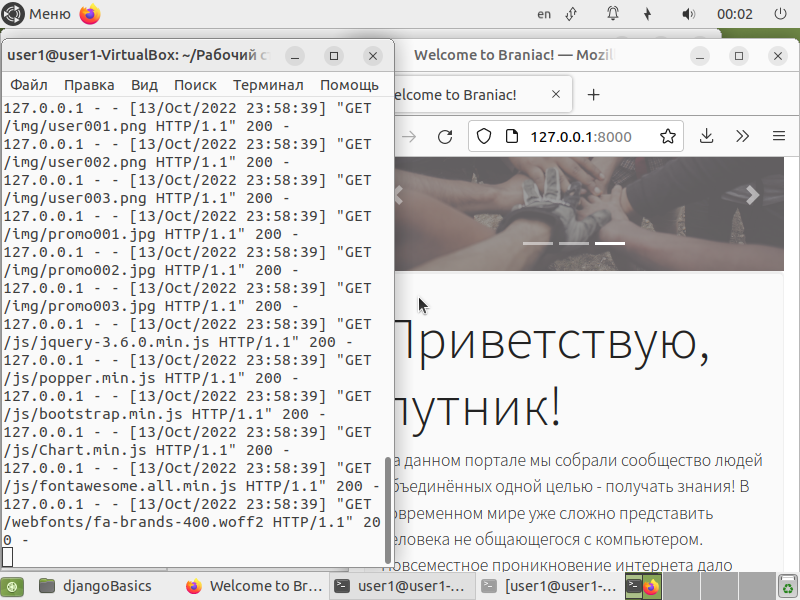 Меню
en
00:02
user1@user1-VirtualBox: ~/Рабочий с
Файл Правка Вид Поиск Терминал Помощь
127.0.0.1 - - [13/Oct/2022 23:58:39] "GET
/img/user001.png HTTP/1.1" 200 -
127.0.0.1 - - [13/Oct/2022 23:58:39] "GET
/img/user002.png HTTP/1.1" 200 -
127.0.0.1 - - [13/Oct/2022 23:58:39] "GET
/img/user003.png HTTP/1.1" 200 -
127.0.0.1 - - [13/Oct/2022 23:58:39] "GET
/img/promo001.jpg HTTP/1.1" 200 -
127.0.0.1 - - [13/Oct/2022 23:58:39] "GET
/img/promo002.jpg HTTP/1.1" 200 -
127.0.0.1 - - [13/Oct/2022 23:58:39] "GET
/img/promo003.jpg HTTP/1.1" 200 -
127.0.0.1 - - [13/Oct/2022 23:58:39] "GET
/js/jquery-3.6.0.min.js HTTP/1.1" 200 -
127.0.0.1 - - [13/Oct/2022 23:58:39] "GET
/js/popper.min.js HTTP/1.1" 200 -
127.0.0.1 - - [13/Oct/2022 23:58:39] "GET
/js/bootstrap.min.js HTTP/1.1" 200 -
127.0.0.1 - - [13/Oct/2022 23:58:39] "GET
/js/Chart.min.js HTTP/1.1" 200 -
127.0.0.1 - - [13/Oct/2022 23:58:39] "GET
/js/fontawesome.all.min.js HTTP/1.1" 200 -
127.0.0.1 - - [13/Oct/2022 23:58:39] "GET
/webfonts/fa-brands-400.woff2 HTTP/1.1" 20
0 -
Welcome to Braniac! — Mozil
elcome to Braniac!
127.0.0.1:8000
Приветствую,
путник!
а данном портале мы собрали сообщество людей
бъединённых одной целью - получать знания! В
овременном мире уже сложно представить
еловека не общающегося с компьютером.
Повсеместное проникновение интернета дало
djangoBasics
Welcome to Br...
user1@user1-...
[user1@user1-...